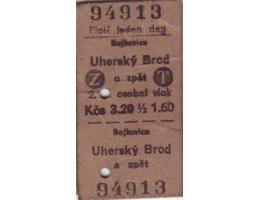 94913
Platí jeden den
Bojkovice
Uherský Brod
Z a zpět T
2. osobní vlak
Kčs 3.20 ½ 1.60
Bojkovice
Uherský Brod
a zpět
94913